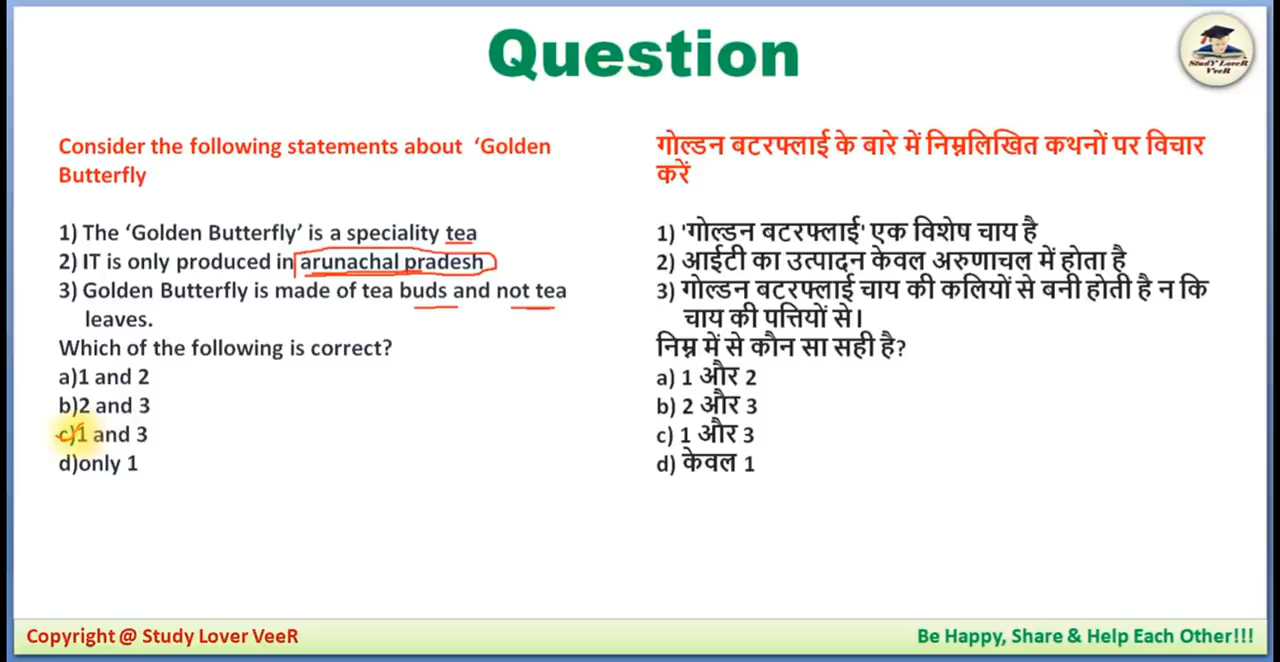 Question
StudY LoveR
VeeR
Consider the following statements about ‘Golden
Butterfly
1) The ‘Golden Butterfly’ is a speciality tea
2) IT is only produced in arunachal pradesh
3) Golden Butterfly is made of tea buds and not tea
leaves.
Which of the following is correct?
a)1 and 2
b)2 and 3
c)1 and 3
d)only 1
गोल्डन बटरफ्लाई के बारे में निम्नलिखित कथनों पर विचार
करें
1) 'गोल्डन बटरफ्लाई' एक विशेष चाय है
2) आईटी का उत्पादन केवल अरुणाचल में होता है
3) गोल्डन बटरफ्लाई चाय की कलियों से बनी होती है न कि
चाय की पत्तियों से।
निम्न में से कौन सा सही है?
a) 1 और 2
b) 2 और 3
c) 1 और 3
d) केवल 1
Copyright @ Study Lover VeeR
Be Happy, Share & Help Each Other!!!